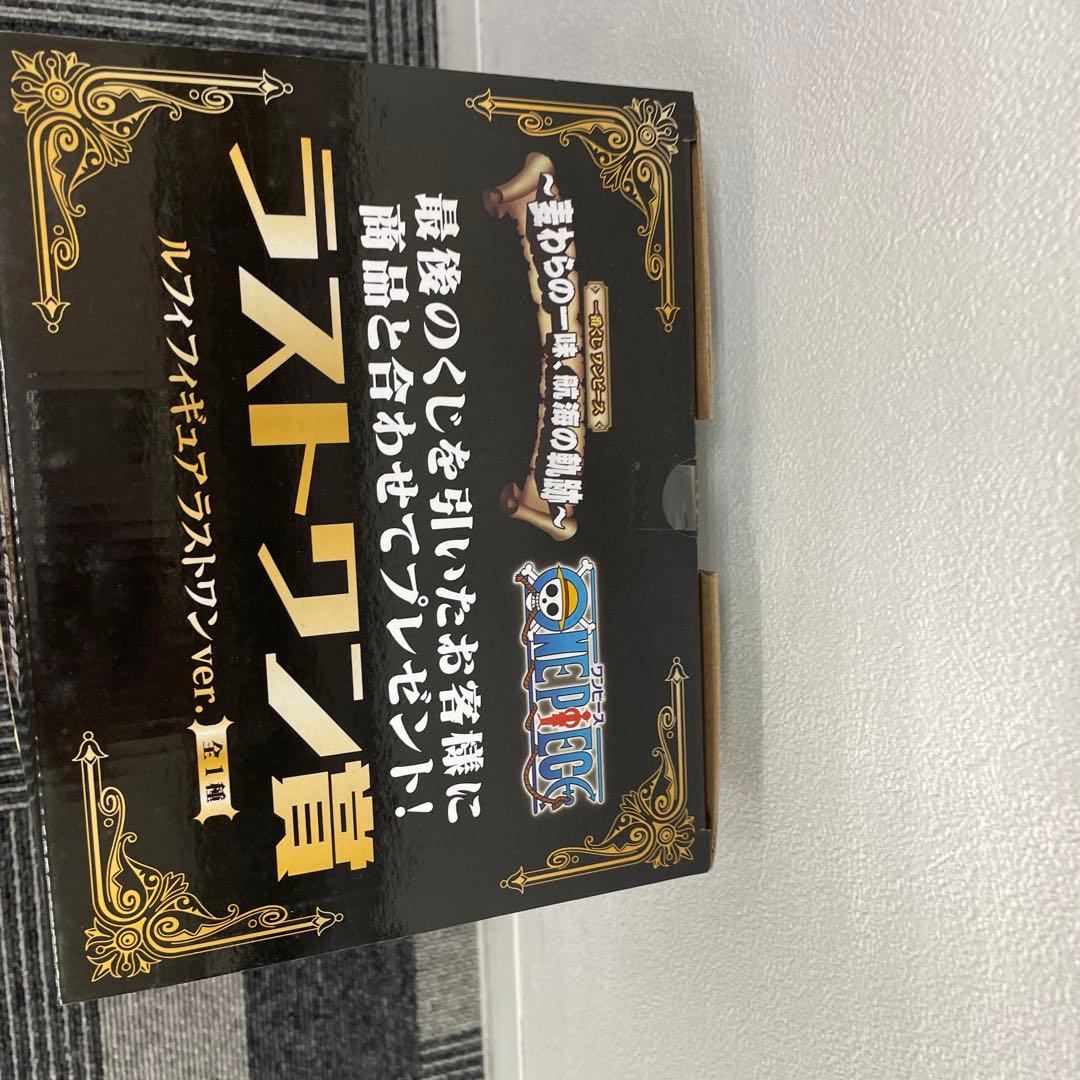 一番くじ ワンピース
~麦わらの一味、航海の軌跡~
ONE PIECE
ワンピース
最後のくじを引いたお客様に
商品と合わせてプレゼント!
ラストワン賞
ルフィフィギュア ラストワンver.
全1種